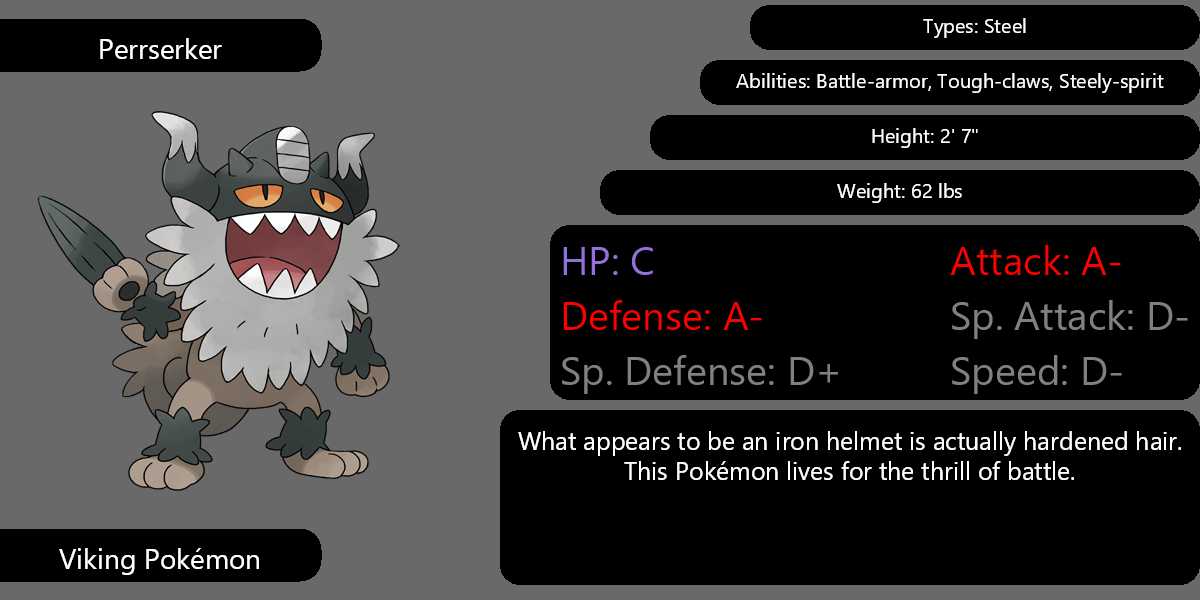 Perrserker
Types: Steel
Abilities: Battle-armor, Tough-claws, Steely-spirit
Height: 2' 7"
Weight: 62 lbs
HP: C
Attack: A-
Defense: A-
Sp. Attack: D-
Sp. Defense: D+
Speed: D-
What appears to be an iron helmet is actually hardened hair.
This Pokémon lives for the thrill of battle.
Viking Pokémon